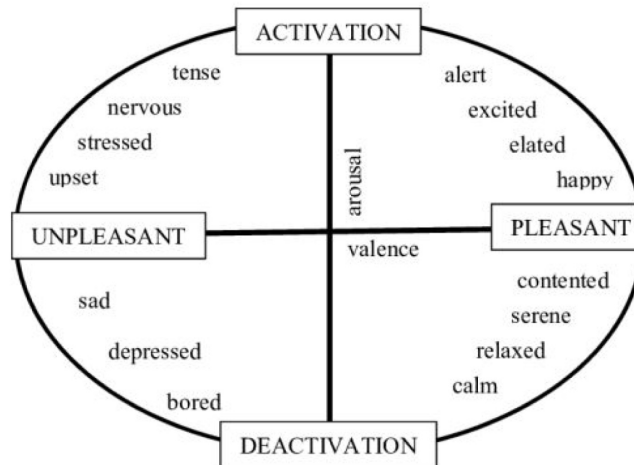 ACTIVATION
tense
alert
nervous
excited
stressed
elated
upset
happy
arousal
UNPLEASANT
PLEASANT
valence
contented
sad
serene
depressed
relaxed
calm
bored
DEACTIVATION